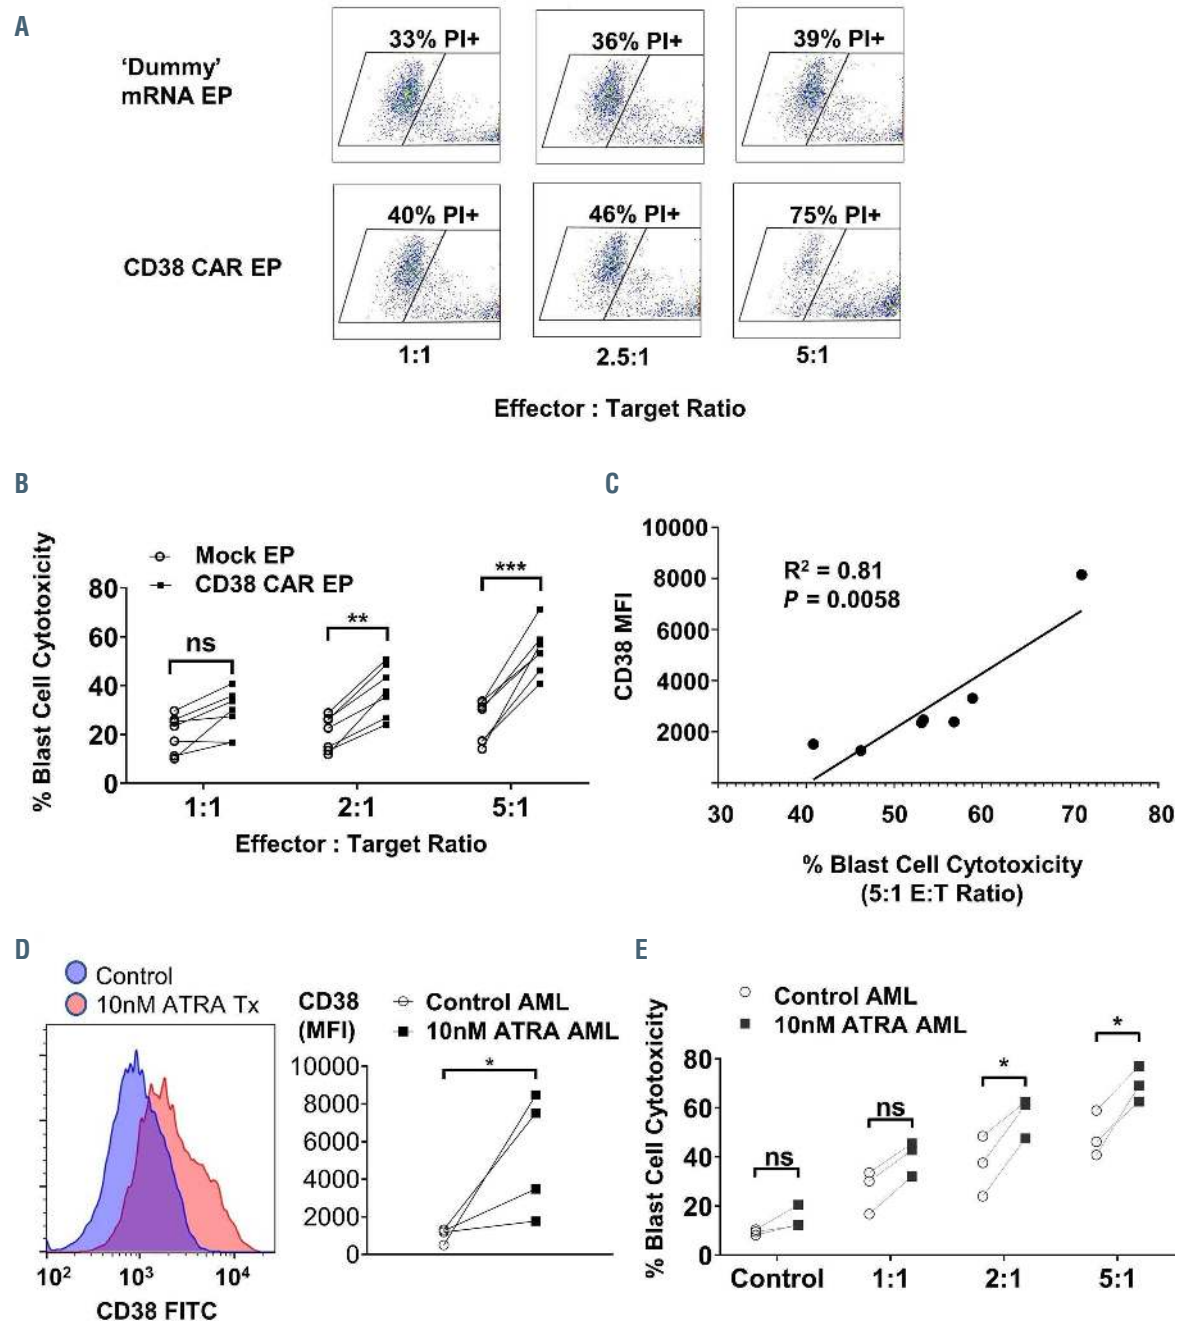 A
'Dummy'
mRNA EP
33% PI+
36% PI+
39% PI+
CD38 CAR EP
40% PI+
46% PI+
75% PI+
1:1
2.5:1
5:1
Effector : Target Ratio
B
% Blast Cell Cytotoxicity
Mock EP
CD38 CAR EP
80
60
40
20
0
ns
**
***
1:1
2:1
5:1
Effector : Target Ratio
C
CD38 MFI
10000
8000
6000
4000
2000
R² = 0.81
P = 0.0058
30
40
50
60
70
80
% Blast Cell Cytotoxicity
(5:1 E:T Ratio)
D
Control
10nM ATRA Tx
10²
10³
10⁴
CD38 FITC
CD38
(MFI)
Control AML
10nM ATRA AML
10000
8000
6000
4000
2000
0
*
E
% Blast Cell Cytotoxicity
Control AML
10nM ATRA AML
80
60
40
20
0
ns
ns
*
*
Control
1:1
2:1
5:1